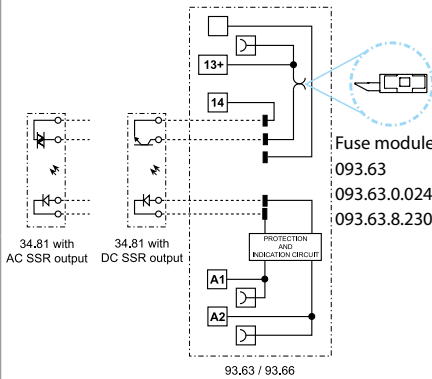 13+
14
Fuse module
093.63
093.63.0.024
093.63.8.230
34.81 with
AC SSR output
34.81 with
DC SSR output
PROTECTION
AND
INDICATION CIRCUIT
A1
A2
93.63 / 93.66